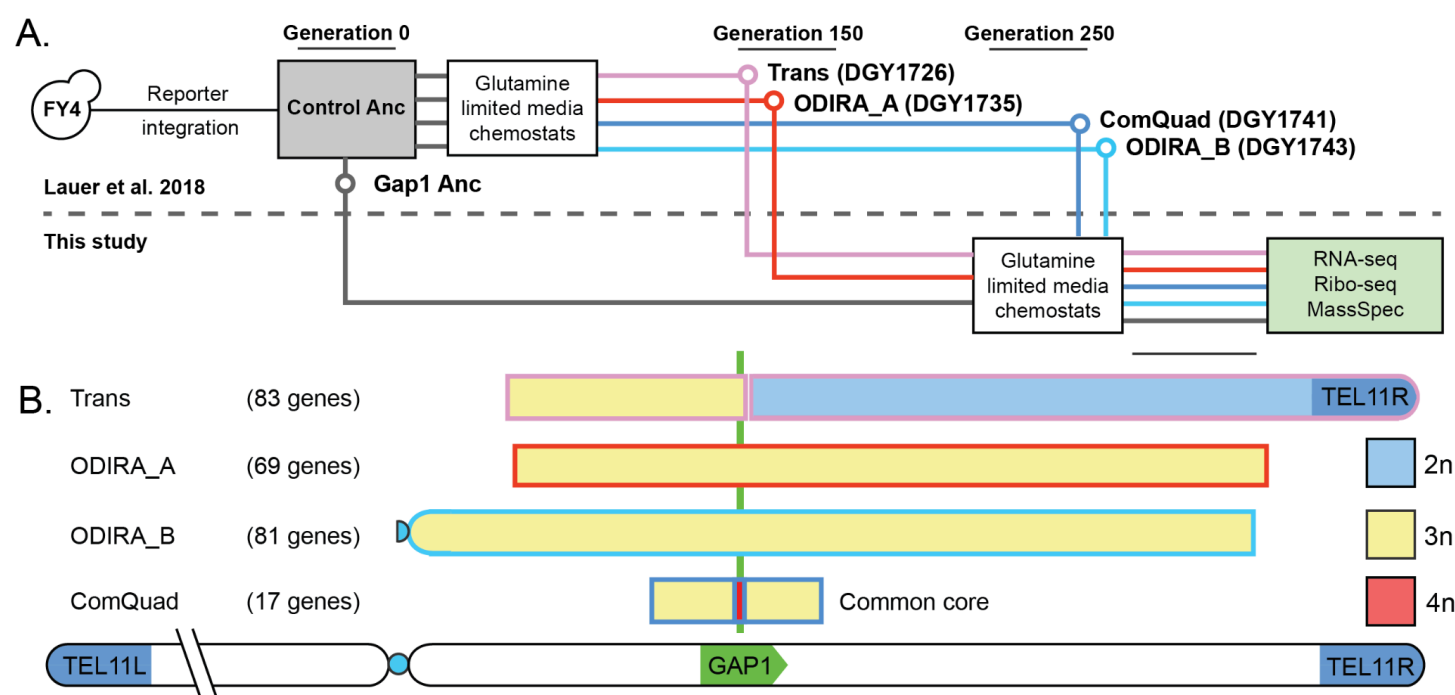 A.
Generation 0
Generation 150
Generation 250
FY4
Reporter
integration
Control Anc
Glutamine
limited media
chemostats
Trans (DGY1726)
ODIRA_A (DGY1735)
ComQuad (DGY1741)
ODIRA_B (DGY1743)
Gap1 Anc
Lauer et al. 2018
This study
Glutamine
limited media
chemostats
RNA-seq
Ribo-seq
MassSpec
B.
Trans (83 genes) TEL11R
ODIRA_A (69 genes) 2n
ODIRA_B (81 genes) 3n
ComQuad (17 genes) Common core 4n
TEL11L GAP1 TEL11R